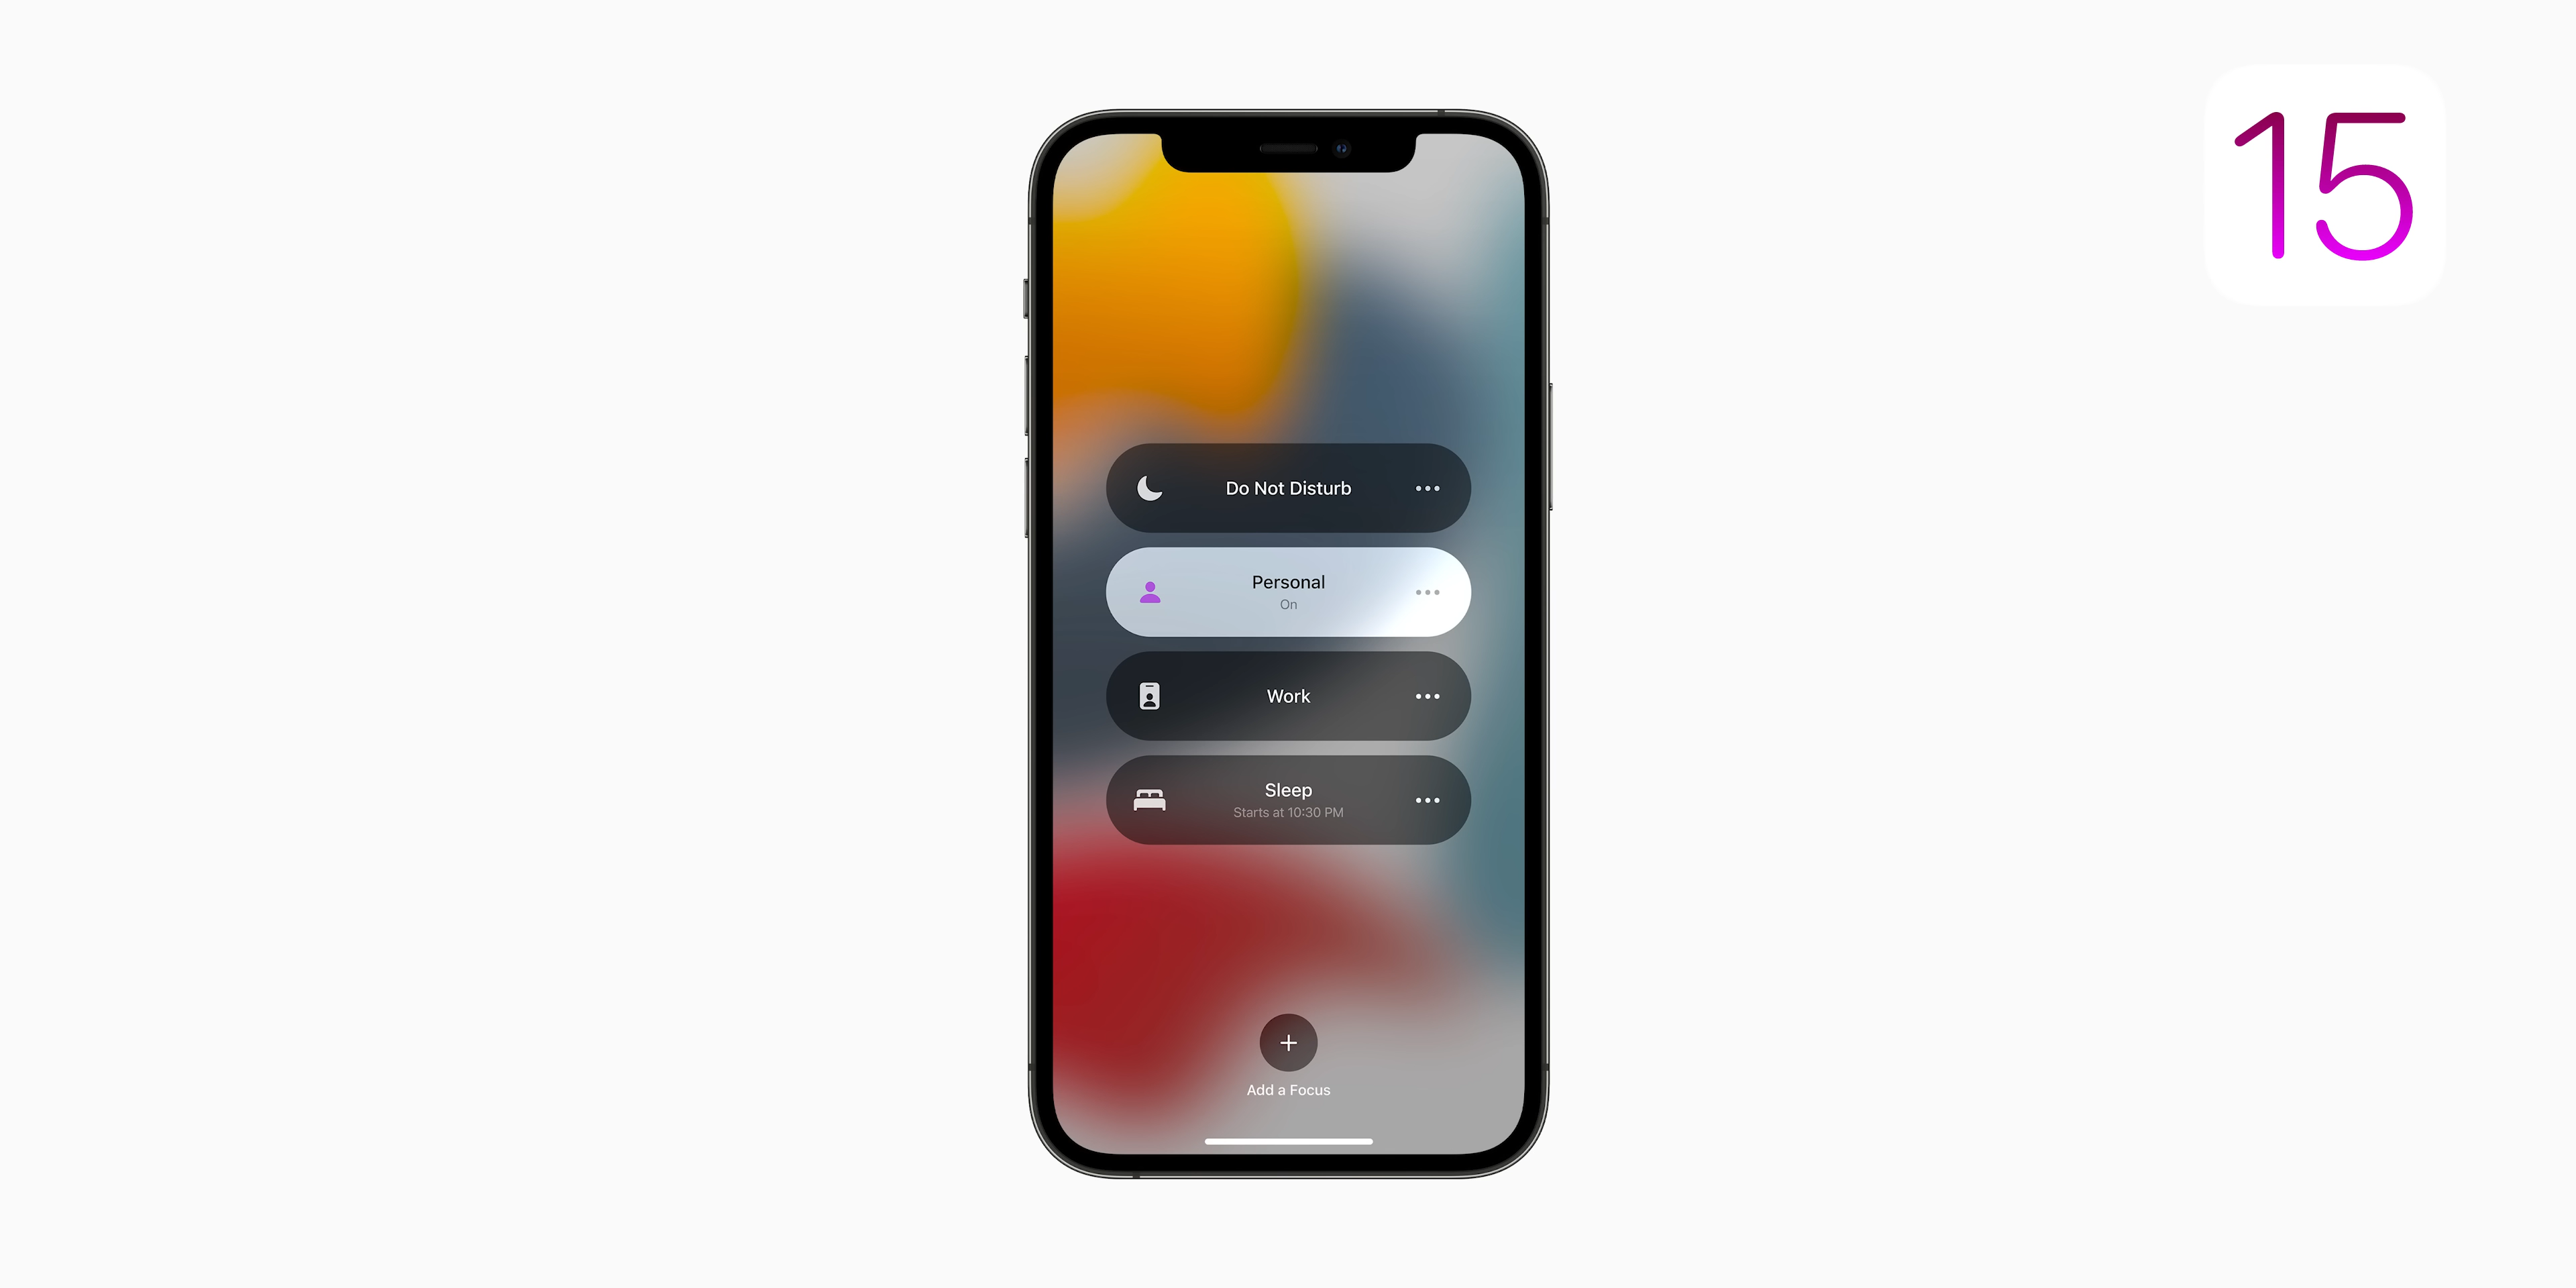 15
Do Not Disturb
Personal
On
Work
Sleep
Starts at 10:30 PM
Add a Focus